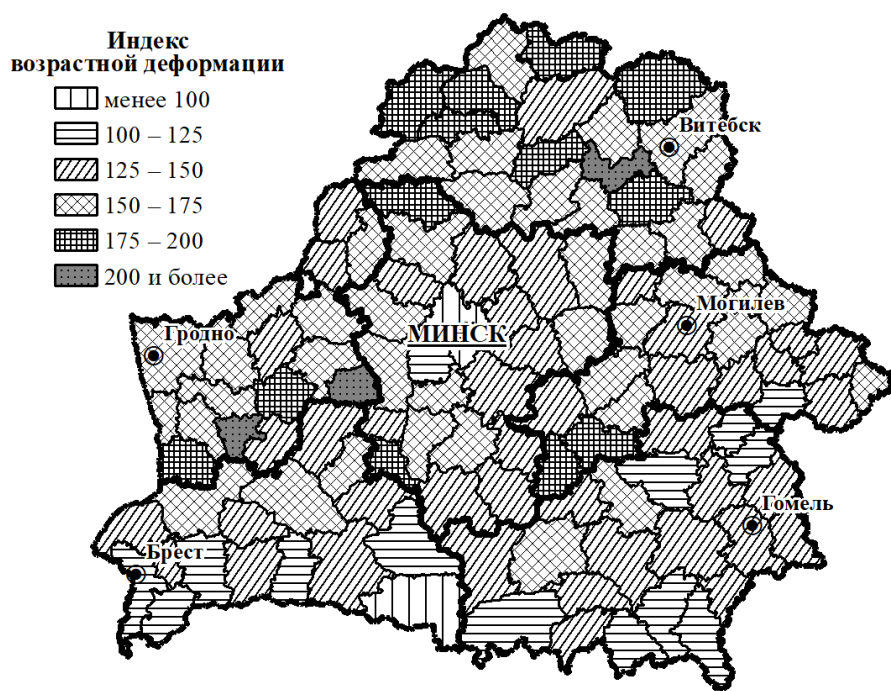 Индекс
возрастной деформации
менее 100
100 – 125
125 – 150
150 – 175
175 – 200
200 и более
Витебск
Могилев
МИНСК
Гродно
Гомель
Брест